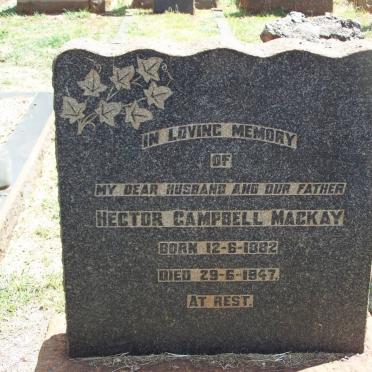 IN LOVING MEMORY
OF
MY DEAR HUSBAND AND OUR FATHER
HECTOR CAMPBELL MACKAY
BORN 12-6-1882
DIED 29-6-1947.
AT REST.